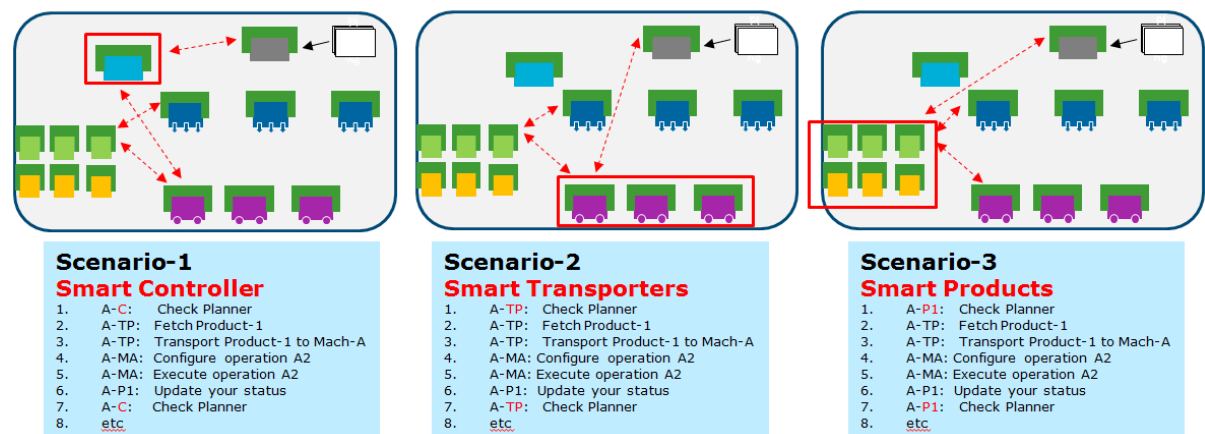 Scenario-1
Smart Controller
1. A-C: Check Planner
2. A-TP: Fetch Product-1
3. A-TP: Transport Product-1 to Mach-A
4. A-MA: Configure operation A2
5. A-MA: Execute operation A2
6. A-P1: Update your status
7. A-C: Check Planner
8. etc
Scenario-2
Smart Transporters
1. A-TP: Check Planner
2. A-TP: Fetch Product-1
3. A-TP: Transport Product-1 to Mach-A
4. A-MA: Configure operation A2
5. A-MA: Execute operation A2
6. A-P1: Update your status
7. A-TP: Check Planner
8. etc
Scenario-3
Smart Products
1. A-P1: Check Planner
2. A-TP: Fetch Product-1
3. A-TP: Transport Product-1 to Mach-A
4. A-MA: Configure operation A2
5. A-MA: Execute operation A2
6. A-P1: Update your status
7. A-P1: Check Planner
8. etc